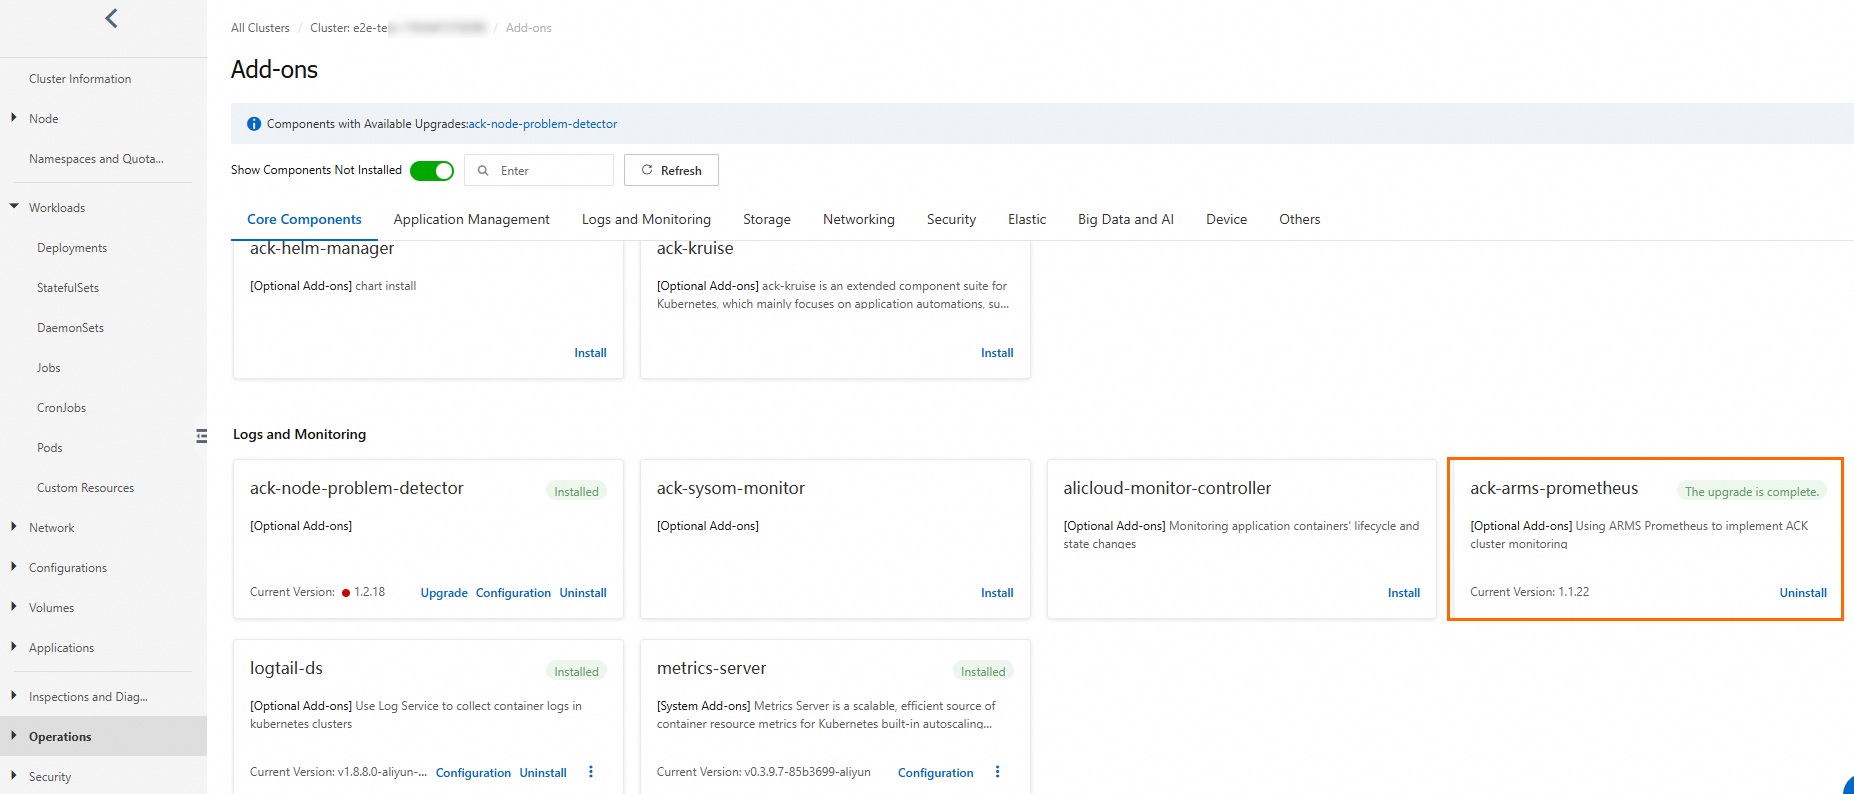 All Clusters / Cluster: e2e-te / Add-ons
Add-ons
Components with Available Upgrades:ack-node-problem-detector
Show Components Not Installed Enter Refresh
Core Components Application Management Logs and Monitoring Storage Networking Security Elastic Big Data and AI Device Others
Cluster Information
Node
Namespaces and Quota...
Workloads
Deployments
StatefulSets
DaemonSets
Jobs
CronJobs
Pods
Custom Resources
Network
Configurations
Volumes
Applications
Inspections and Diag...
Operations
Security
ack-helm-manager
[Optional Add-ons] chart install
Install
ack-kruise
[Optional Add-ons] ack-kruise is an extended component suite for
Kubernetes, which mainly focuses on application automations, su...
Install
Logs and Monitoring
ack-node-problem-detector Installed
[Optional Add-ons]
Current Version: 1.2.18 Upgrade Configuration Uninstall
ack-sysom-monitor
[Optional Add-ons]
Install
alicloud-monitor-controller
[Optional Add-ons] Monitoring application containers' lifecycle and
state changes
Install
ack-arms-prometheus The upgrade is complete.
[Optional Add-ons] Using ARMS Prometheus to implement ACK
cluster monitoring
Current Version: 1.1.22 Uninstall
logtail-ds Installed
[Optional Add-ons] Use Log Service to collect container logs in
kubernetes clusters
Current Version: v1.8.8.0-aliyun-... Configuration Uninstall
metrics-server Installed
[System Add-ons] Metrics Server is a scalable, efficient source of
container resource metrics for Kubernetes built-in autoscaling...
Current Version: v0.3.9.7-85b3699-aliyun Configuration